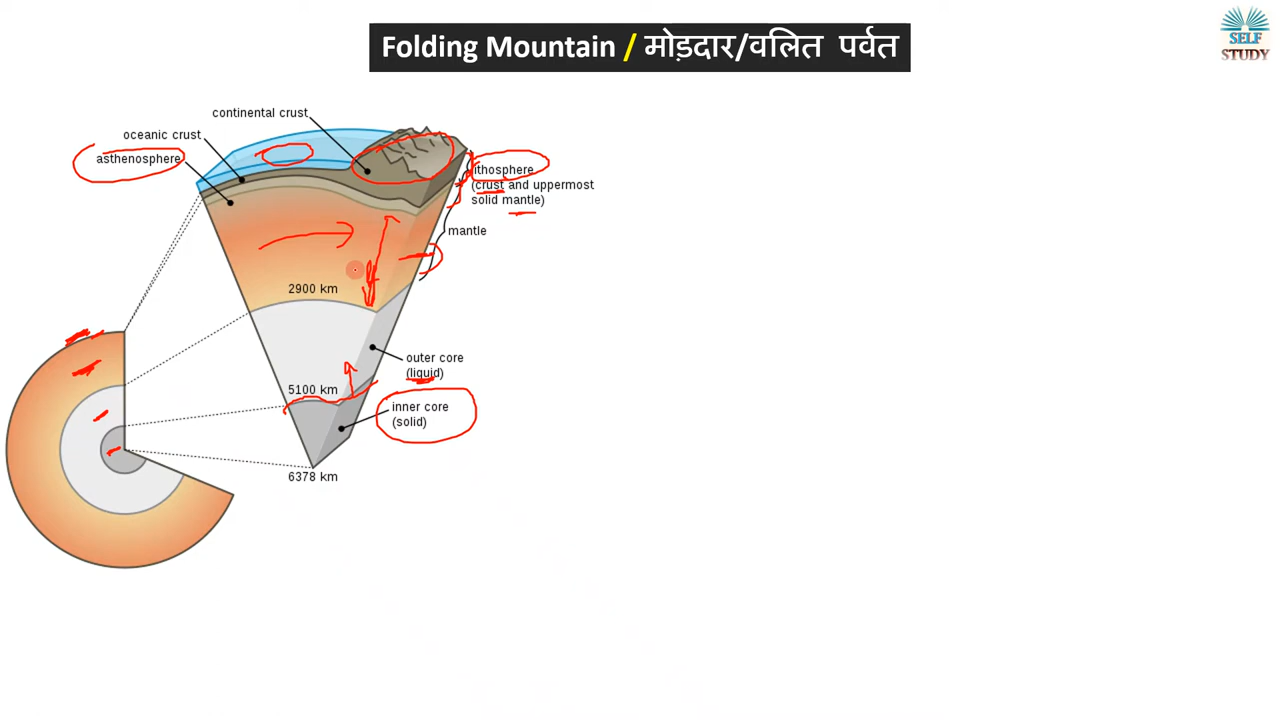 Folding Mountain / मोड़दार/वलित पर्वत
SELF
STUDY
continental crust
oceanic crust
asthenosphere
lithosphere
(crust and uppermost
solid mantle)
mantle
2900 km
outer core
(liquid)
5100 km
inner core
(solid)
6378 km